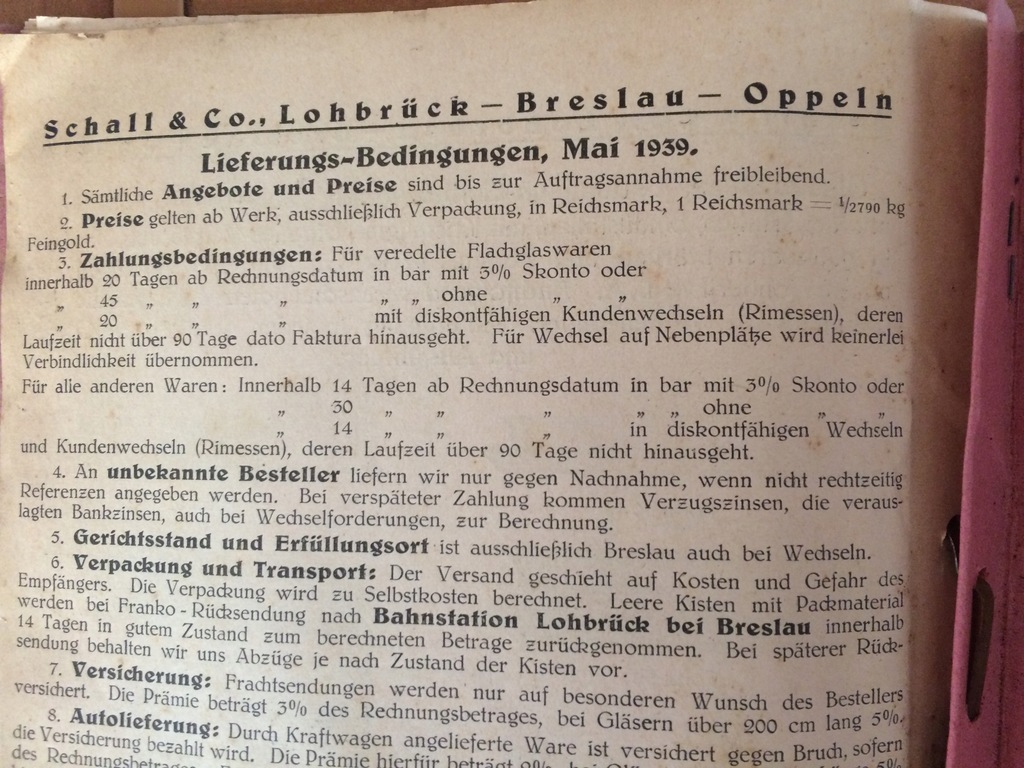 Schall & Co., Lohbrück — Breslau — Oppeln
Lieferungs-Bedingungen, Mai 1939.
1. Sämtliche Angebote und Preise sind bis zur Auftragsannahme freibleibend.
2. Preise gelten ab Werk, ausschließlich Verpackung, in Reichsmark, 1 Reichsmark = 1/2790 kg
Feingold.
3. Zahlungsbedingungen: Für veredelte Flachglaswaren
innerhalb 20 Tagen ab Rechnungsdatum in bar mit 3% Skonto oder
„ 45 „ „ „ „ „ ohne „ „
„ 20 „ „ „ mit diskontfähigen Kundenwechseln (Rimessen), deren
Laufzeit nicht über 90 Tage dato Faktura hinausgeht. Für Wechsel auf Nebenplätze wird keinerlei
Verbindlichkeit übernommen.
Für alle anderen Waren: Innerhalb 14 Tagen ab Rechnungsdatum in bar mit 3% Skonto oder
„ 30 „ „ „ „ „ ohne „ „
„ 14 „ „ „ in diskontfähigen Wechseln
und Kundenwechseln (Rimessen), deren Laufzeit über 90 Tage nicht hinausgeht.
4. An unbekannte Besteller liefern wir nur gegen Nachnahme, wenn nicht rechtzeitig
Referenzen angegeben werden. Bei verspäteter Zahlung kommen Verzugszinsen, die veraus-
lagten Bankzinsen, auch bei Wechselforderungen, zur Berechnung.
5. Gerichtsstand und Erfüllungsort ist ausschließlich Breslau auch bei Wechseln.
6. Verpackung und Transport: Der Versand geschieht auf Kosten und Gefahr des
Empfängers. Die Verpackung wird zu Selbstkosten berechnet. Leere Kisten mit Packmaterial
werden bei Franko-Rücksendung nach Bahnstation Lohbrück bei Breslau innerhalb
14 Tagen in gutem Zustand zum berechneten Betrage zurückgenommen. Bei späterer Rück-
sendung behalten wir uns Abzüge je nach Zustand der Kisten vor.
7. Versicherung: Frachtsendungen werden nur auf besonderen Wunsch des Bestellers
versichert. Die Prämie beträgt 3% des Rechnungsbetrages, bei Gläsern über 200 cm lang 5%.
8. Autolieferung: Durch Kraftwagen angelieferte Ware ist versichert gegen Bruch, sofern
die Versicherung bezahlt wird. Die Prämie hierfür beträgt 2%, bei
des Rechnungsbetrages 5%